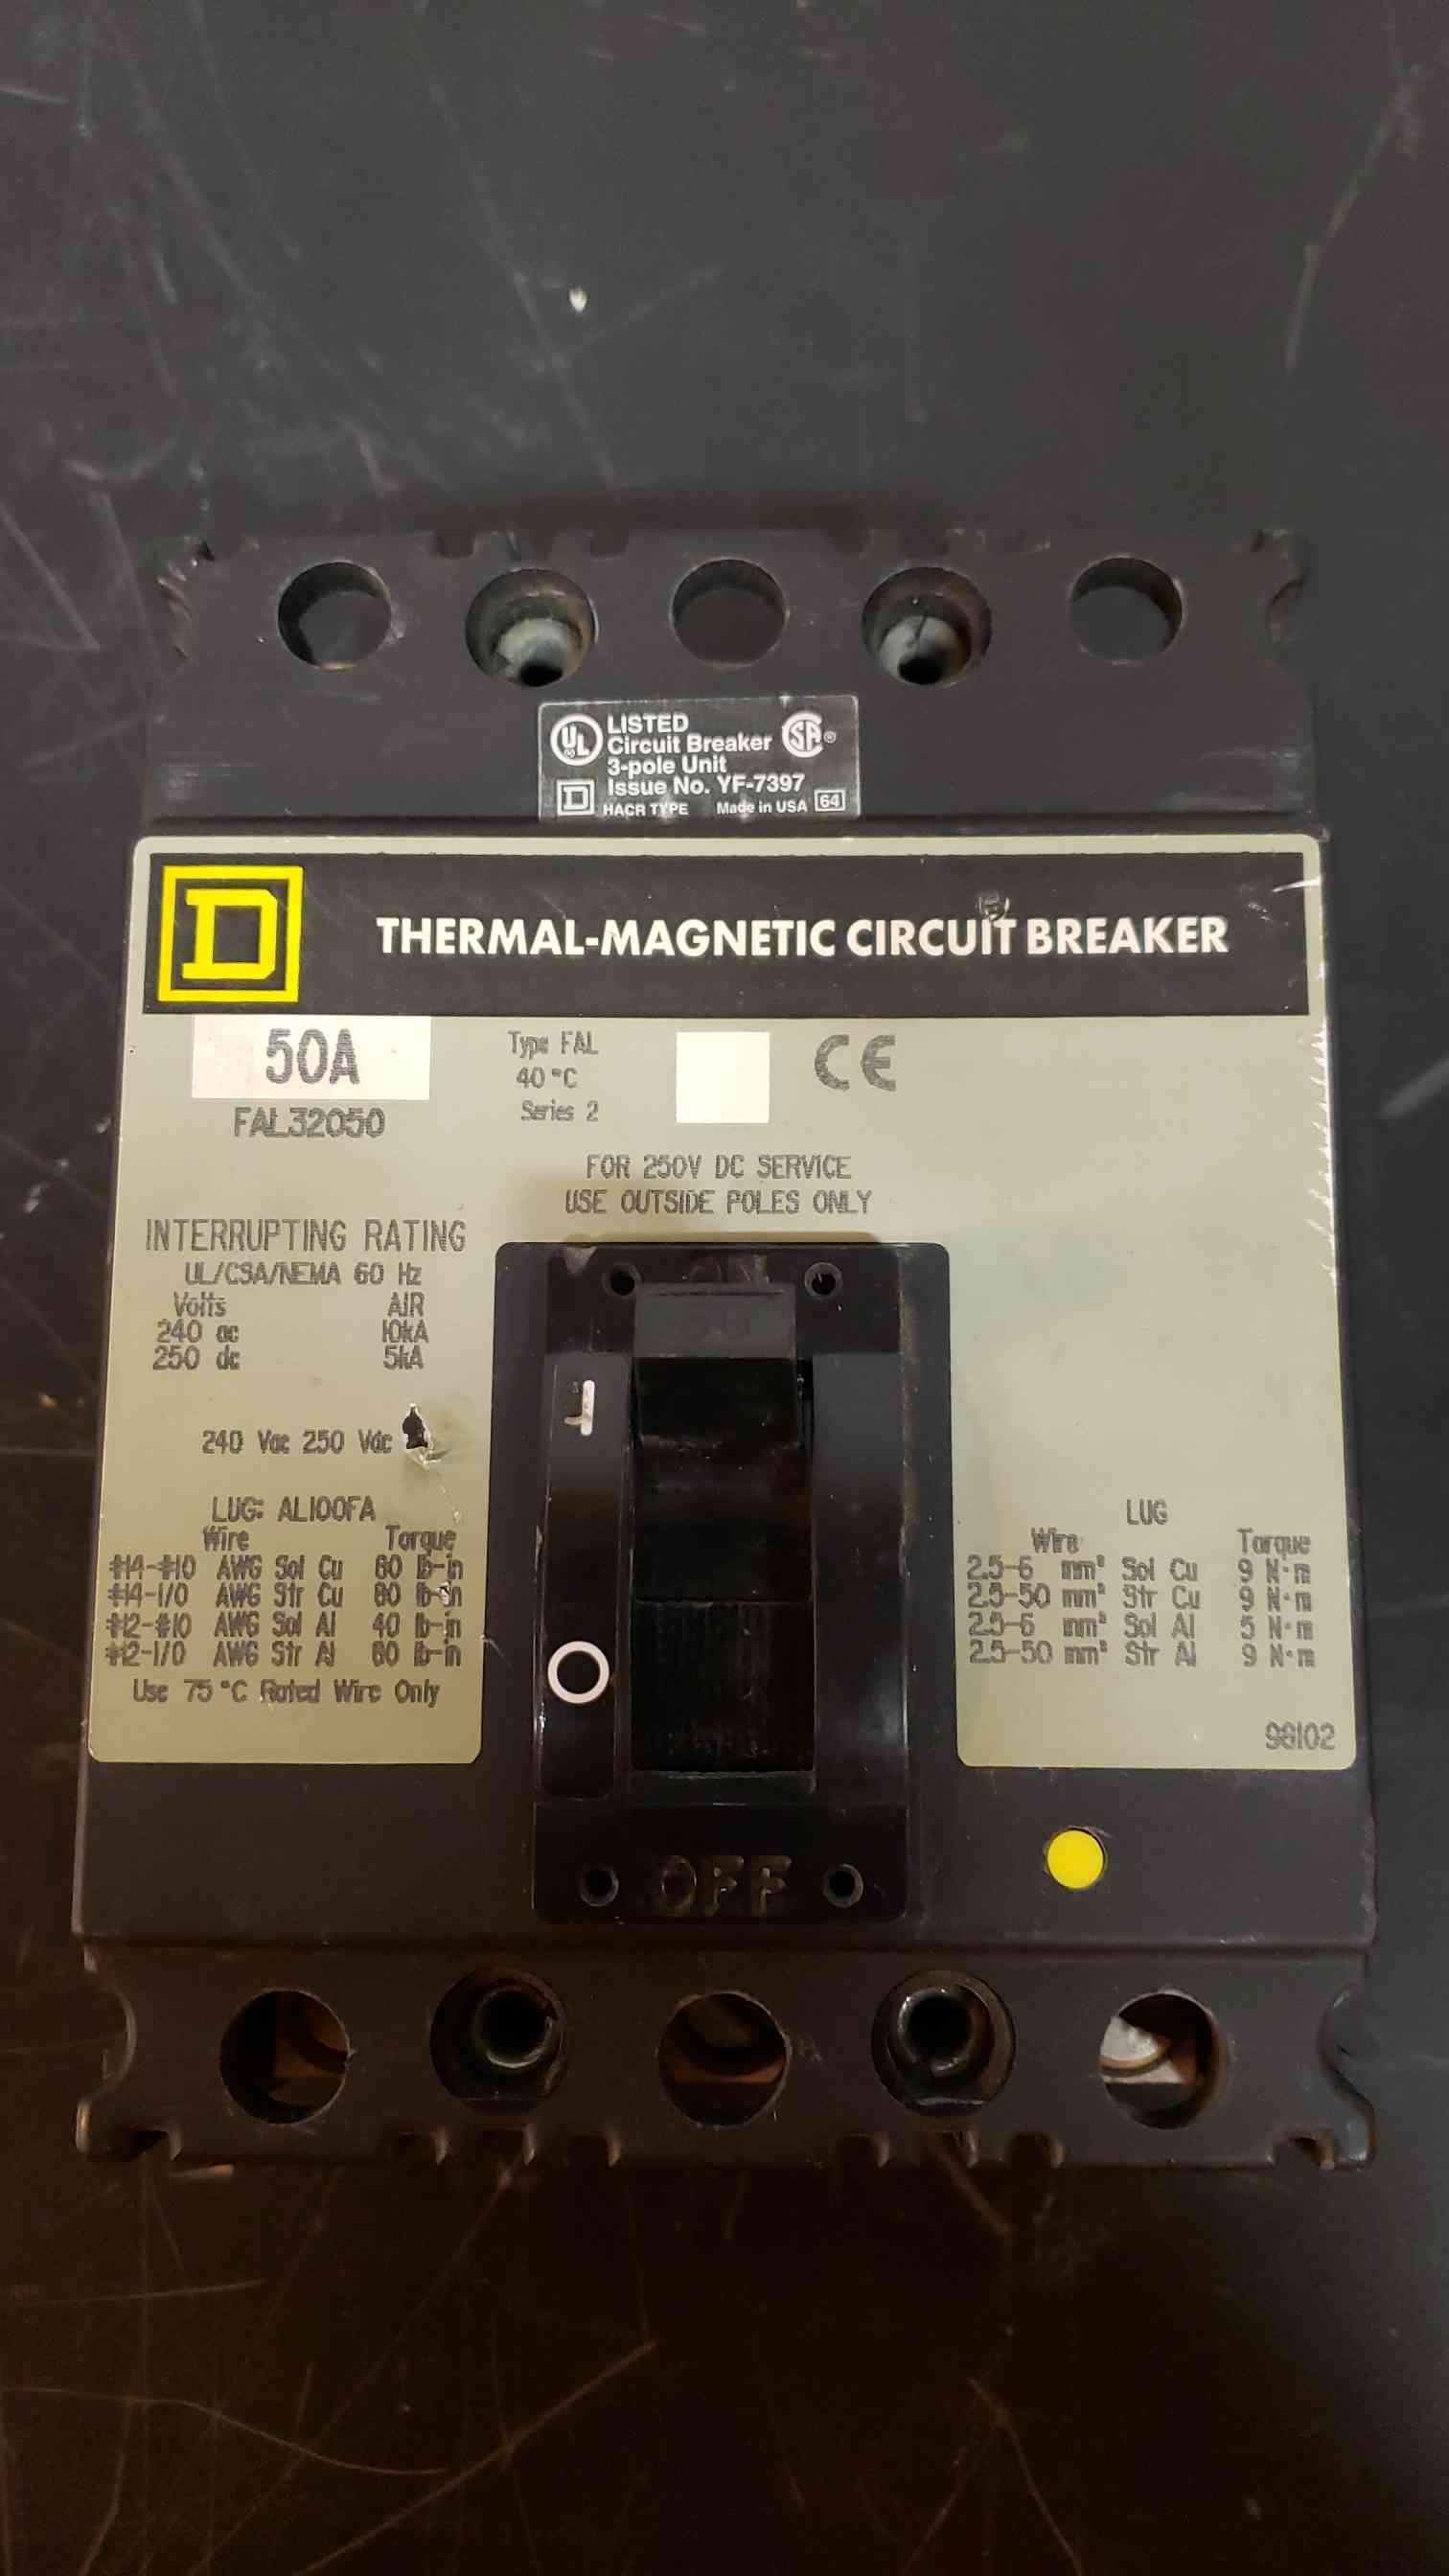 UL LISTED SA®
Circuit Breaker
3-pole Unit
Issue No. YF-7397
D HACR TYPE Made in USA 64
D THERMAL-MAGNETIC CIRCUIT BREAKER
50A
FAL32050
Type FAL
40°C
Series 2
CE
FOR 250V DC SERVICE
USE OUTSIDE POLES ONLY
INTERRUPTING RATING
UL/CSA/NEMA 60 Hz
Volts AIR
240 ac 10kA
250 dc 5kA
240 Vac 250 Vdc
LUG: AL100FA
Wire Torque
#14-#10 AWG Sol Cu 80 lb-in
#14-1/0 AWG Str Cu 80 lb-in
#12-#10 AWG Sol Al 40 lb-in
#12-1/0 AWG Str Al 80 lb-in
Use 75°C Rated Wire Only
ON
50
I
O
OFF
LUG
Wire Torque
2.5-6 mm² Sol Cu 9 N·m
2.5-50 mm² Str Cu 9 N·m
2.5-6 mm² Sol Al 5 N·m
2.5-50 mm² Str Al 9 N·m